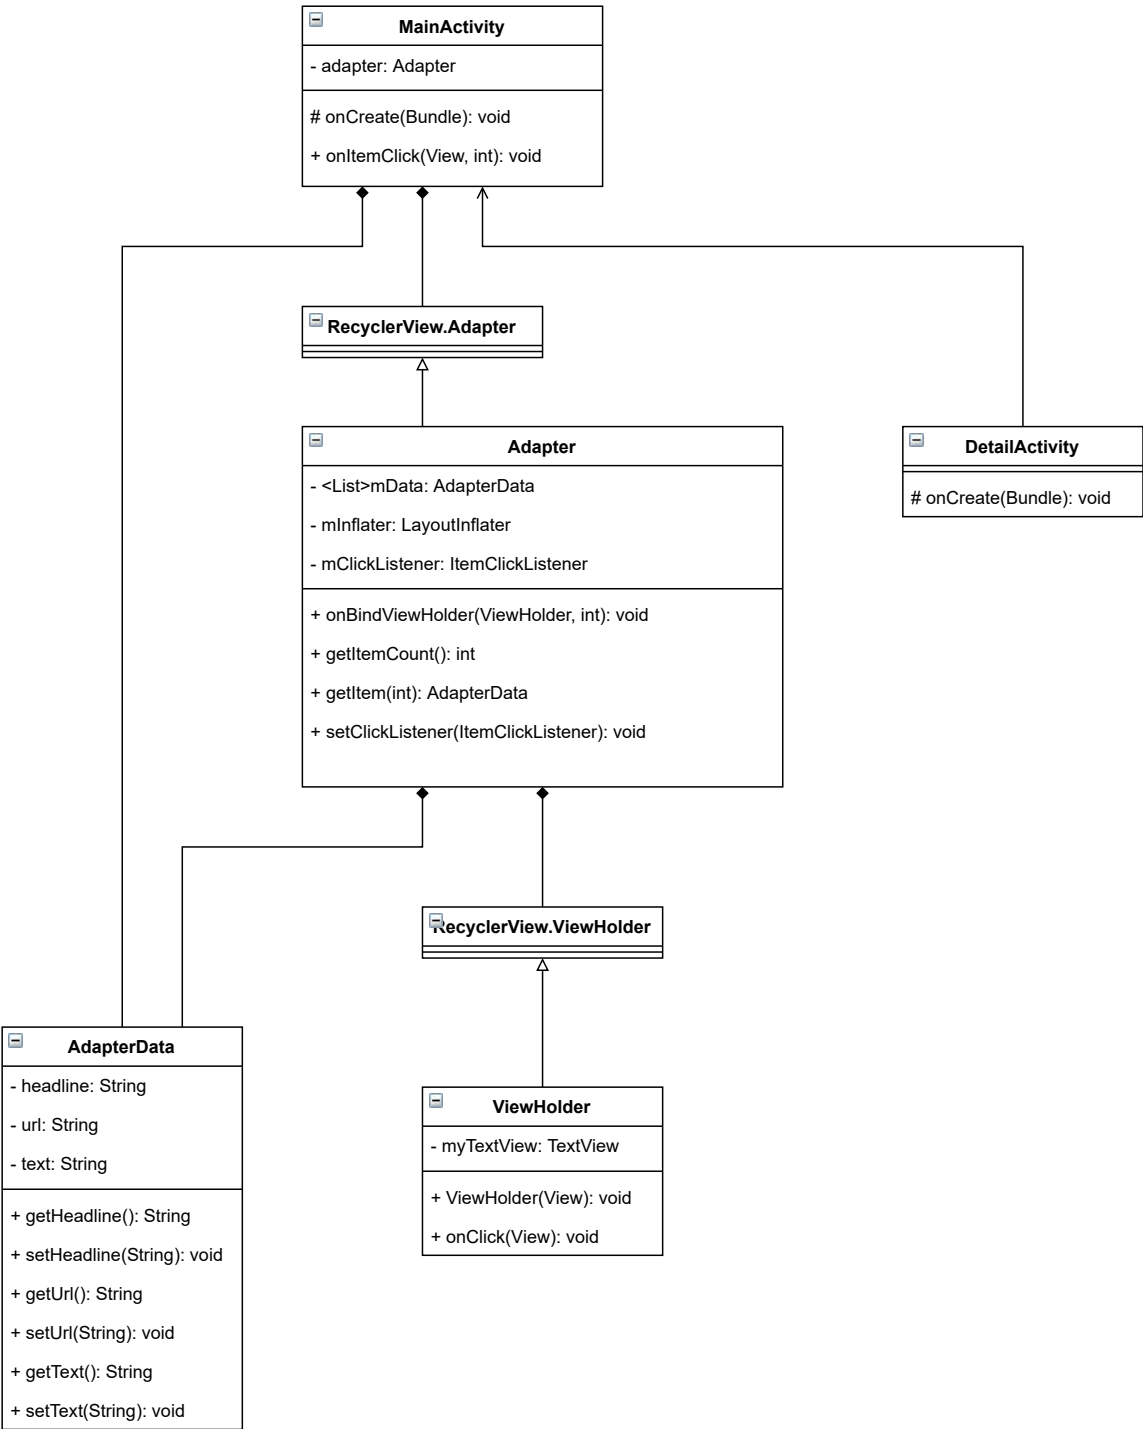 MainActivity
- adapter: Adapter
# onCreate(Bundle): void
+ onItemClick(View, int): void
RecyclerView.Adapter
Adapter
- <List>mData: AdapterData
- mInflater: LayoutInflater
- mClickListener: ItemClickListener
+ onBindViewHolder(ViewHolder, int): void
+ getItemCount(): int
+ getItem(int): AdapterData
+ setClickListener(ItemClickListener): void
DetailActivity
# onCreate(Bundle): void
RecyclerView.ViewHolder
AdapterData
- headline: String
- url: String
- text: String
+ getHeadline(): String
+ setHeadline(String): void
+ getUrl(): String
+ setUrl(String): void
+ getText(): String
+ setText(String): void
ViewHolder
- myTextView: TextView
+ ViewHolder(View): void
+ onClick(View): void